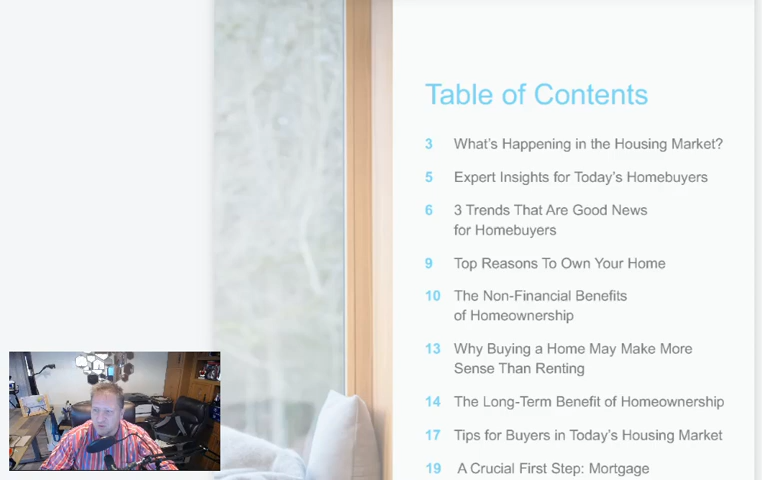 Table of Contents
3 What's Happening in the Housing Market?
5 Expert Insights for Today's Homebuyers
6 3 Trends That Are Good News
for Homebuyers
9 Top Reasons To Own Your Home
10 The Non-Financial Benefits
of Homeownership
13 Why Buying a Home May Make More
Sense Than Renting
14 The Long-Term Benefit of Homeownership
17 Tips for Buyers in Today's Housing Market
19 A Crucial First Step: Mortgage